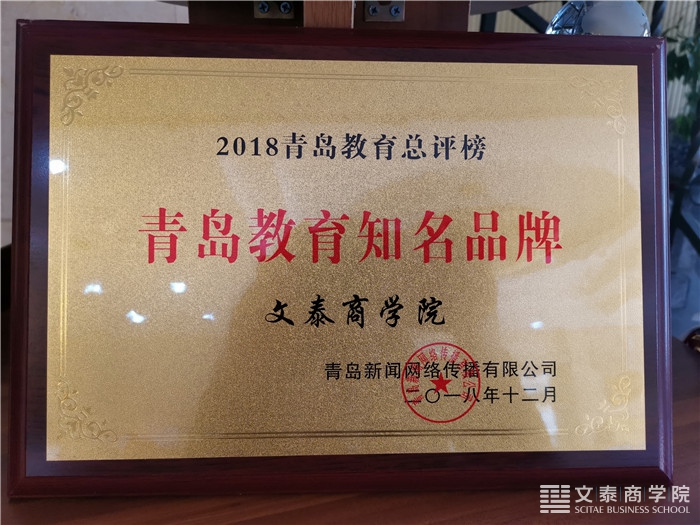 2018青岛教育总评榜
青岛教育知名品牌
文泰商学院
青岛新闻网络传播有限公司
二〇一八年十二月
文泰商学院
SCITAE BUSINESS SCHOOL